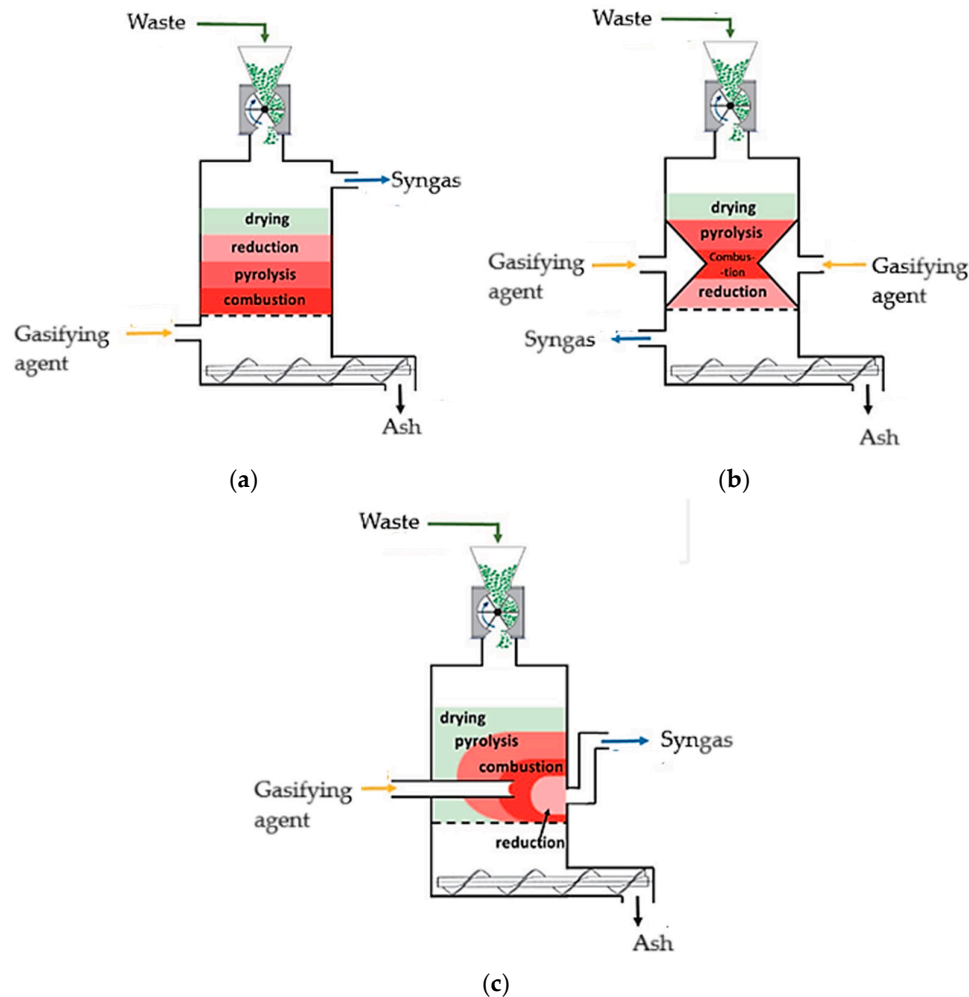 Waste
Syngas
drying
reduction
pyrolysis
combustion
Gasifying
agent
Ash
(a)
Waste
drying
pyrolysis
Combus-
-tion
reduction
Gasifying
agent
Gasifying
agent
Syngas
Ash
(b)
Waste
drying
pyrolysis
combustion
Syngas
Gasifying
agent
reduction
Ash
(c)